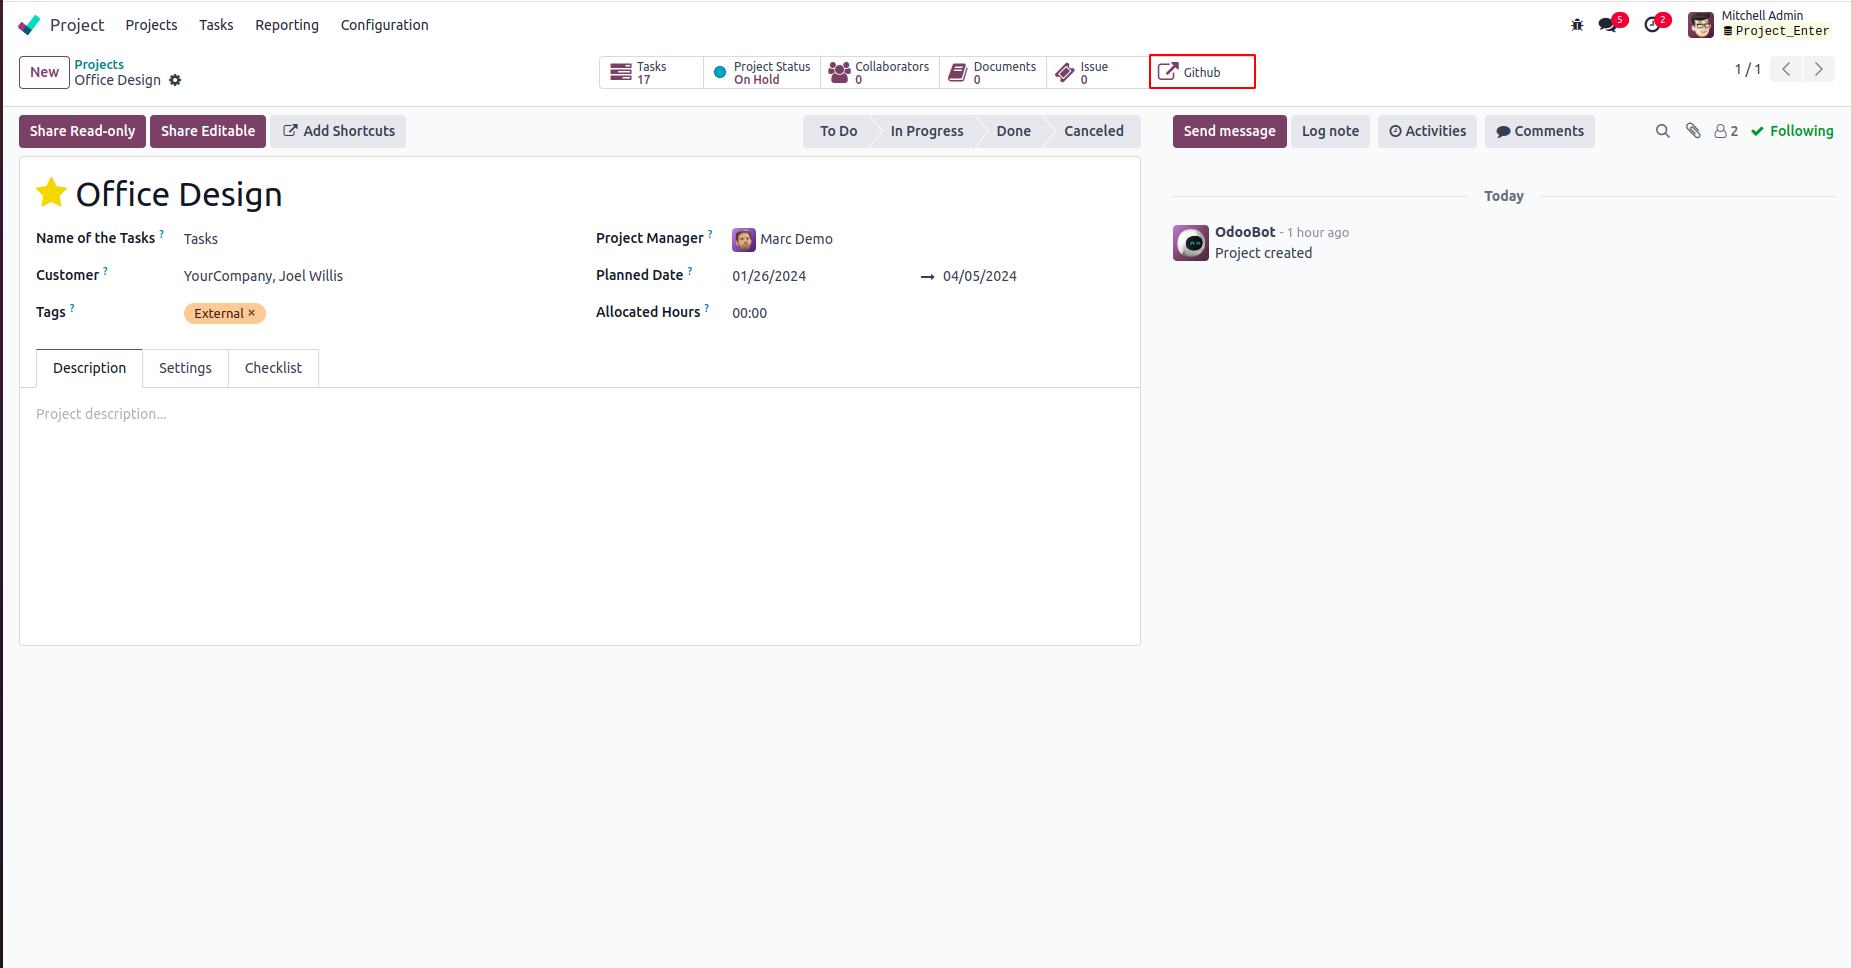 Project Projects Tasks Reporting Configuration 5 2 Mitchell Admin
Project_Enter
New Projects
Office Design
Tasks
17
Project Status
On Hold
Collaborators
0
Documents
0
Issue
0
Github
1 / 1
Share Read-only Share Editable Add Shortcuts To Do In Progress Done Canceled
Send message Log note Activities Comments 2 Following
Office Design
Name of the Tasks ? Tasks
Project Manager ? Marc Demo
Customer ? YourCompany, Joel Willis
Planned Date ? 01/26/2024 → 04/05/2024
Tags ? External ×
Allocated Hours ? 00:00
Description Settings Checklist
Project description...
Today
OdooBot - 1 hour ago
Project created